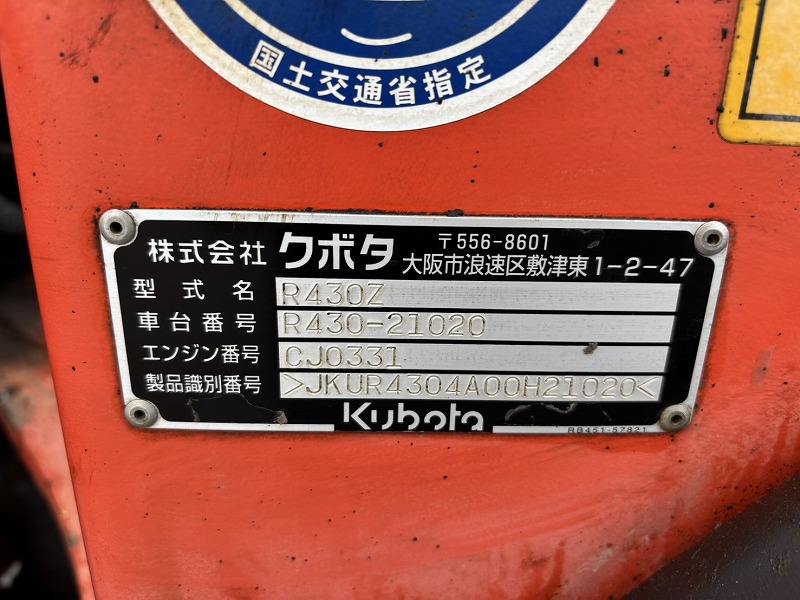 国土交通省指定
株式会社 クボタ 〒556-8601
大阪市浪速区敷津東1-2-47
型式名 R430Z
車台番号 R430-21020
エンジン番号 CJ0331
製品識別番号 >JKUR4304A00H21020<
Kubota
RB451-57821